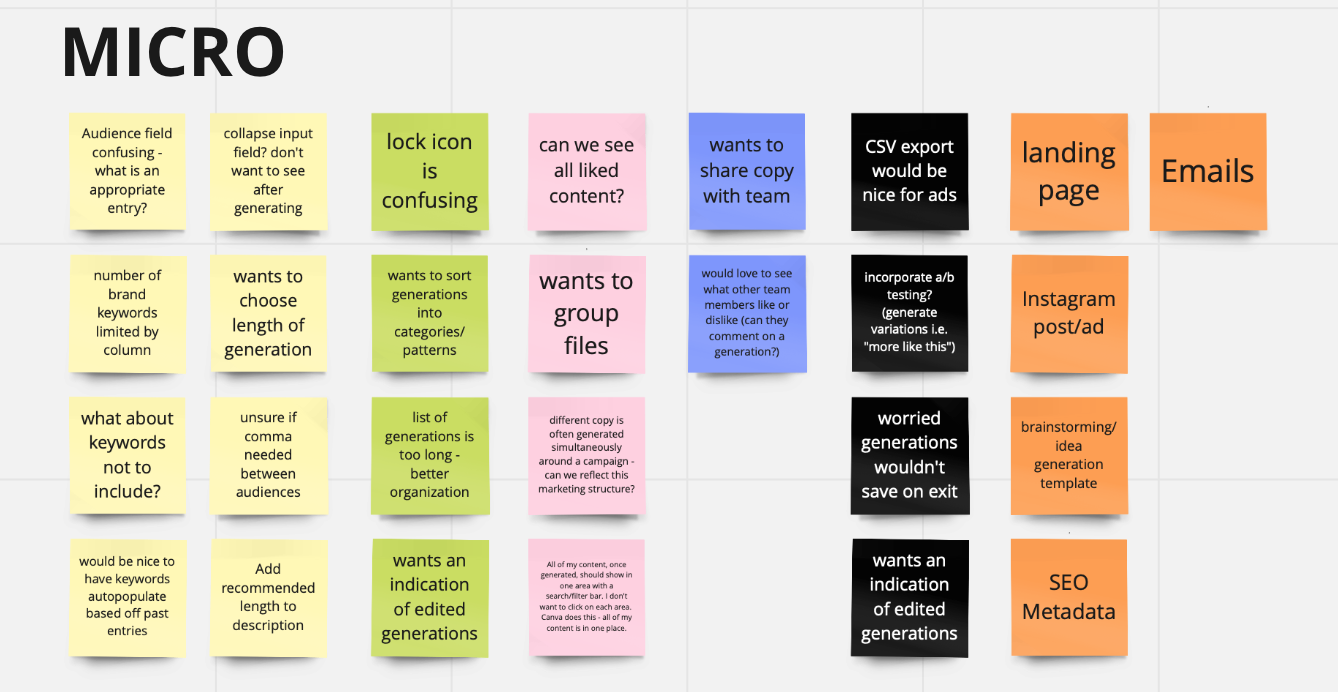 MICRO
Audience field
confusing -
what is an
appropriate
entry?
collapse input
field? don't
want to see
after
generating
lock icon
is
confusing
can we see
all liked
content?
wants to
share copy
with team
CSV export
would be
nice for ads
landing
page
Emails
number of
brand
keywords
limited by
column
wants to
choose
length of
generation
wants to sort
generations
into
categories/
patterns
wants to
group
files
would love to see
what other team
members like or
dislike (can they
comment on a
generation?)
incorporate a/b
testing?
(generate
variations i.e.
"more like this")
Instagram
post/ad
what about
keywords
not to
include?
unsure if
comma
needed
between
audiences
list of
generations is
too long -
better
organization
different copy is
often generated
simultaneously
around a campaign -
can we reflect this
marketing structure?
worried
generations
wouldn't
save on exit
brainstorming/
idea
generation
template
would be nice to
have keywords
autopopulate
based off past
entries
Add
recommended
length to
description
wants an
indication
of edited
generations
All of my content, once
generated, should show in
one area with a
search/filter bar. I don't
want to click on each area.
Canva does this - all of my
content is in one place.
wants an
indication
of edited
generations
SEO
Metadata